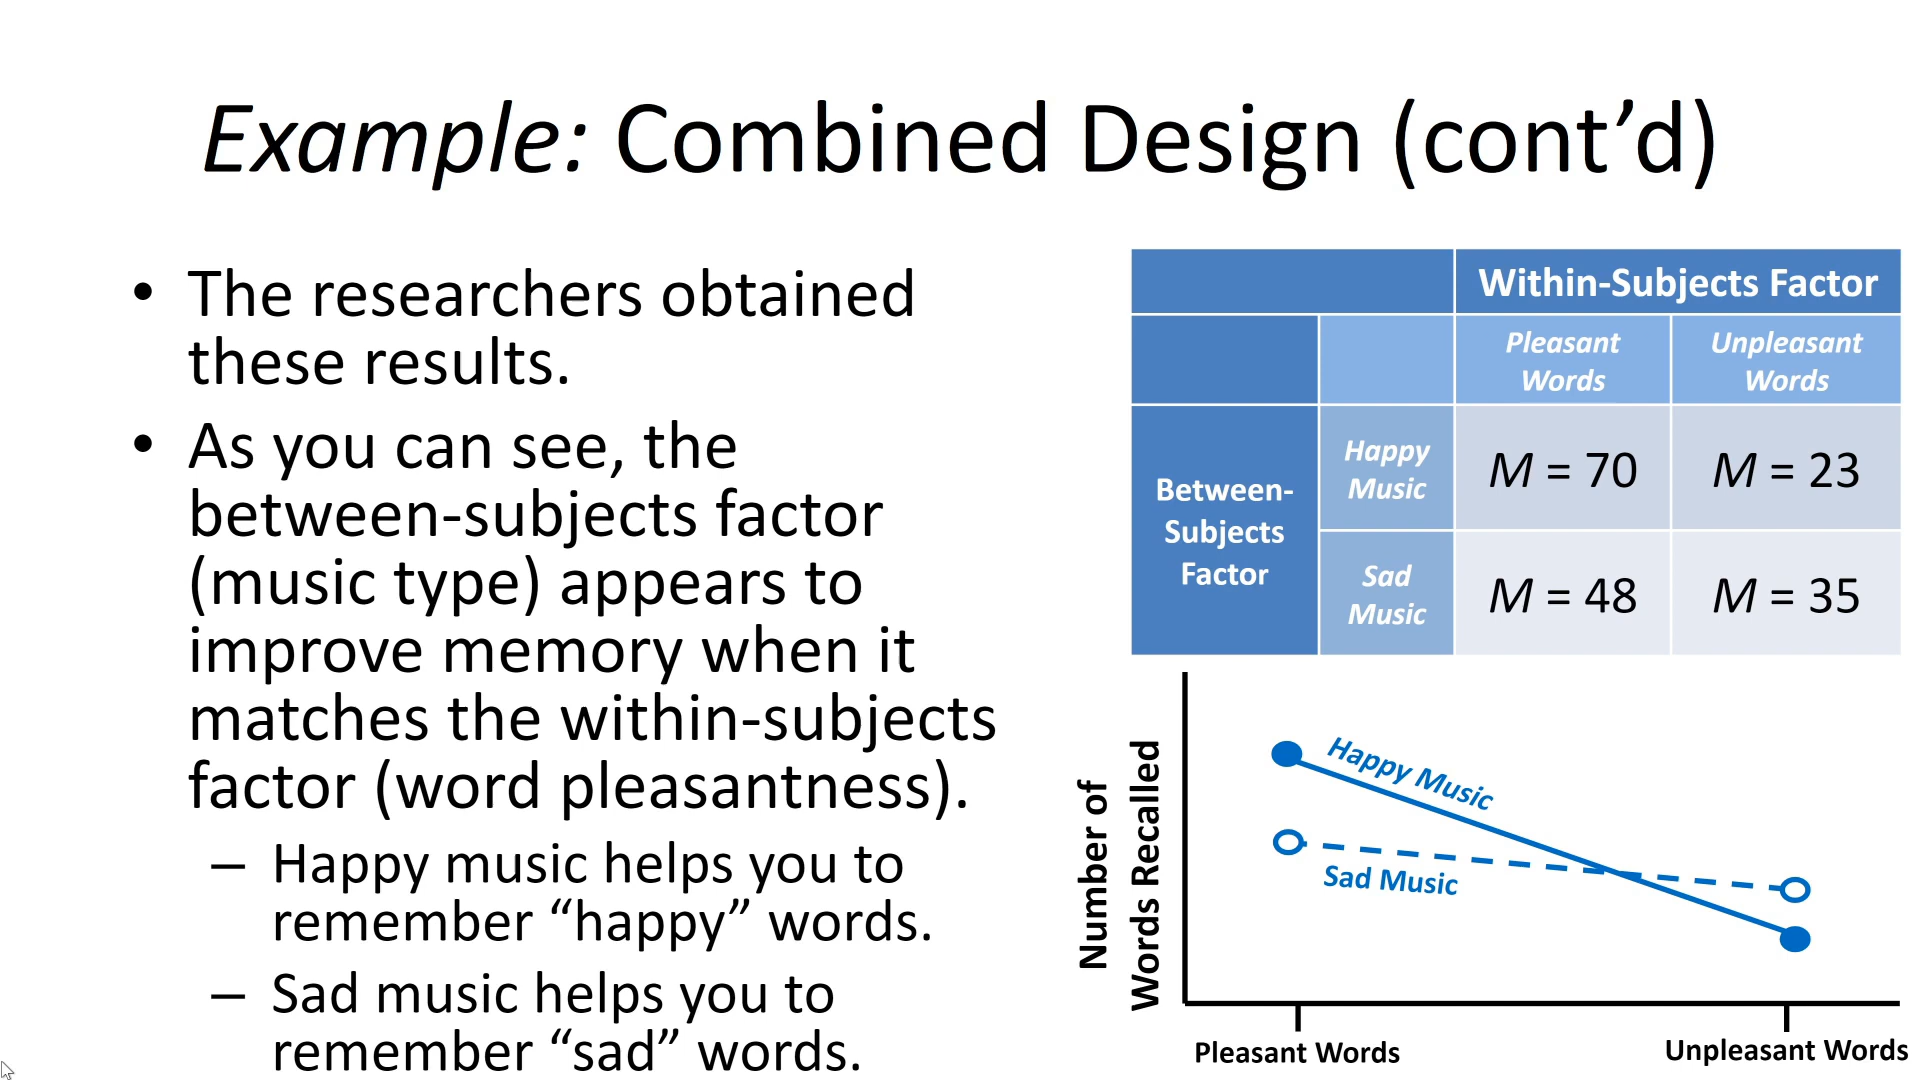 Example: Combined Design (cont’d)
• The researchers obtained
these results.
• As you can see, the
between-subjects factor
(music type) appears to
improve memory when it
matches the within-subjects
factor (word pleasantness).
– Happy music helps you to
remember “happy” words.
– Sad music helps you to
remember “sad” words.
Within-Subjects Factor
Pleasant
Words
Unpleasant
Words
Between-
Subjects
Factor
Happy
Music
M = 70
M = 23
Sad
Music
M = 48
M = 35
Number of
Words Recalled
Happy Music
Sad Music
Pleasant Words
Unpleasant Words